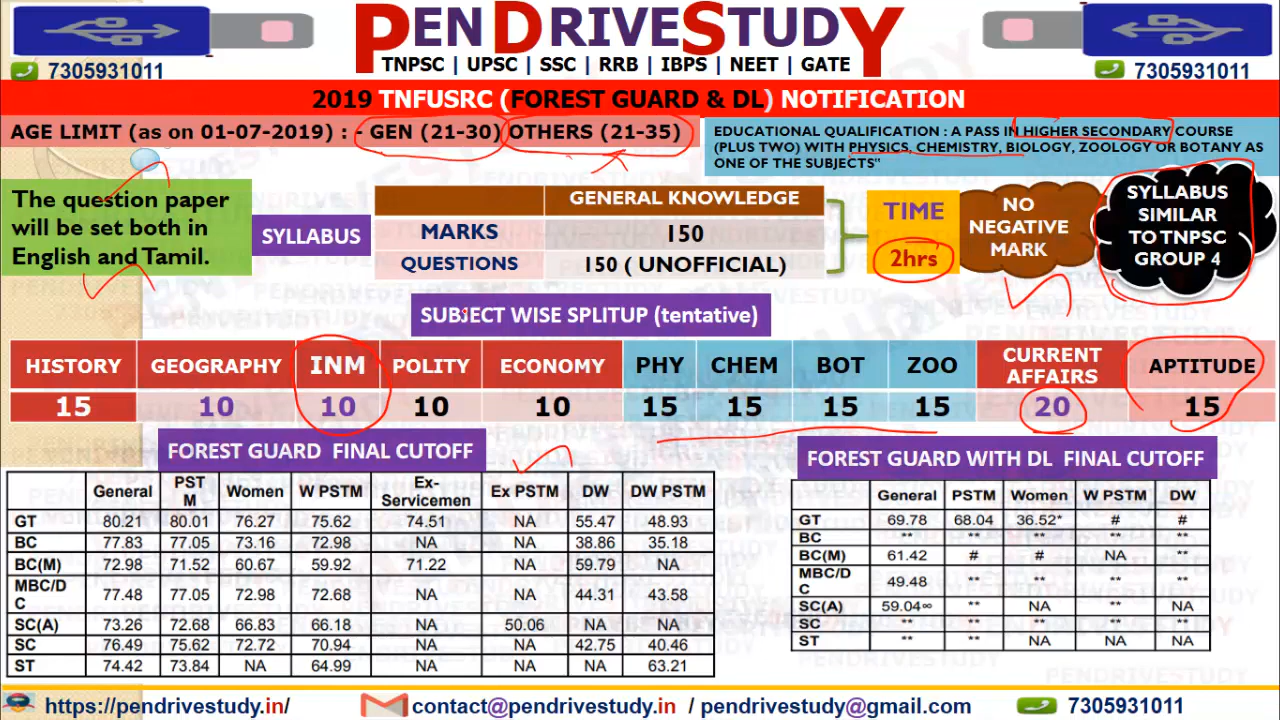 PENDRIVESTUDY
TNPSC | UPSC | SSC | RRB | IBPS | NEET | GATE
7305931011
7305931011
2019 TNFUSRC (FOREST GUARD & DL) NOTIFICATION
AGE LIMIT (as on 01-07-2019) : - GEN (21-30) OTHERS (21-35)
EDUCATIONAL QUALIFICATION : A PASS IN HIGHER SECONDARY COURSE
(PLUS TWO) WITH PHYSICS, CHEMISTRY, BIOLOGY, ZOOLOGY OR BOTANY AS
ONE OF THE SUBJECTS"
The question paper
will be set both in
English and Tamil.
SYLLABUS
GENERAL KNOWLEDGE
MARKS 150
QUESTIONS 150 ( UNOFFICIAL)
TIME
2hrs
NO
NEGATIVE
MARK
SYLLABUS
SIMILAR
TO TNPSC
GROUP 4
SUBJECT WISE SPLITUP (tentative)
HISTORY GEOGRAPHY INM POLITY ECONOMY PHY CHEM BOT ZOO CURRENT AFFAIRS APTITUDE
15 10 10 10 10 15 15 15 15 20 15
FOREST GUARD FINAL CUTOFF
General PSTM Women W PSTM Ex-Servicemen Ex PSTM DW DW PSTM
GT 80.21 80.01 76.27 75.62 74.51 NA 55.47 48.93
BC 77.83 77.05 73.16 72.98 NA NA 38.86 35.18
BC(M) 72.98 71.52 60.67 59.92 71.22 NA 59.79 NA
MBC/DC 77.48 77.05 72.98 72.68 NA NA 44.31 43.58
SC(A) 73.26 72.68 66.83 66.18 NA 50.06 NA NA
SC 76.49 75.62 72.72 70.94 NA NA 42.75 40.46
ST 74.42 73.84 NA 64.99 NA NA NA 63.21
FOREST GUARD WITH DL FINAL CUTOFF
General PSTM Women W PSTM DW
GT 69.78 68.04 36.52* # #
BC ** ** ** ** **
BC(M) 61.42 # # NA **
MBC/DC 49.48 ** ** ** **
SC(A) 59.04∞ ** NA ** NA
SC ** ** ** ** **
ST ** ** NA NA NA
https://pendrivestudy.in/
contact@pendrivestudy.in / pendrivestudy@gmail.com
7305931011